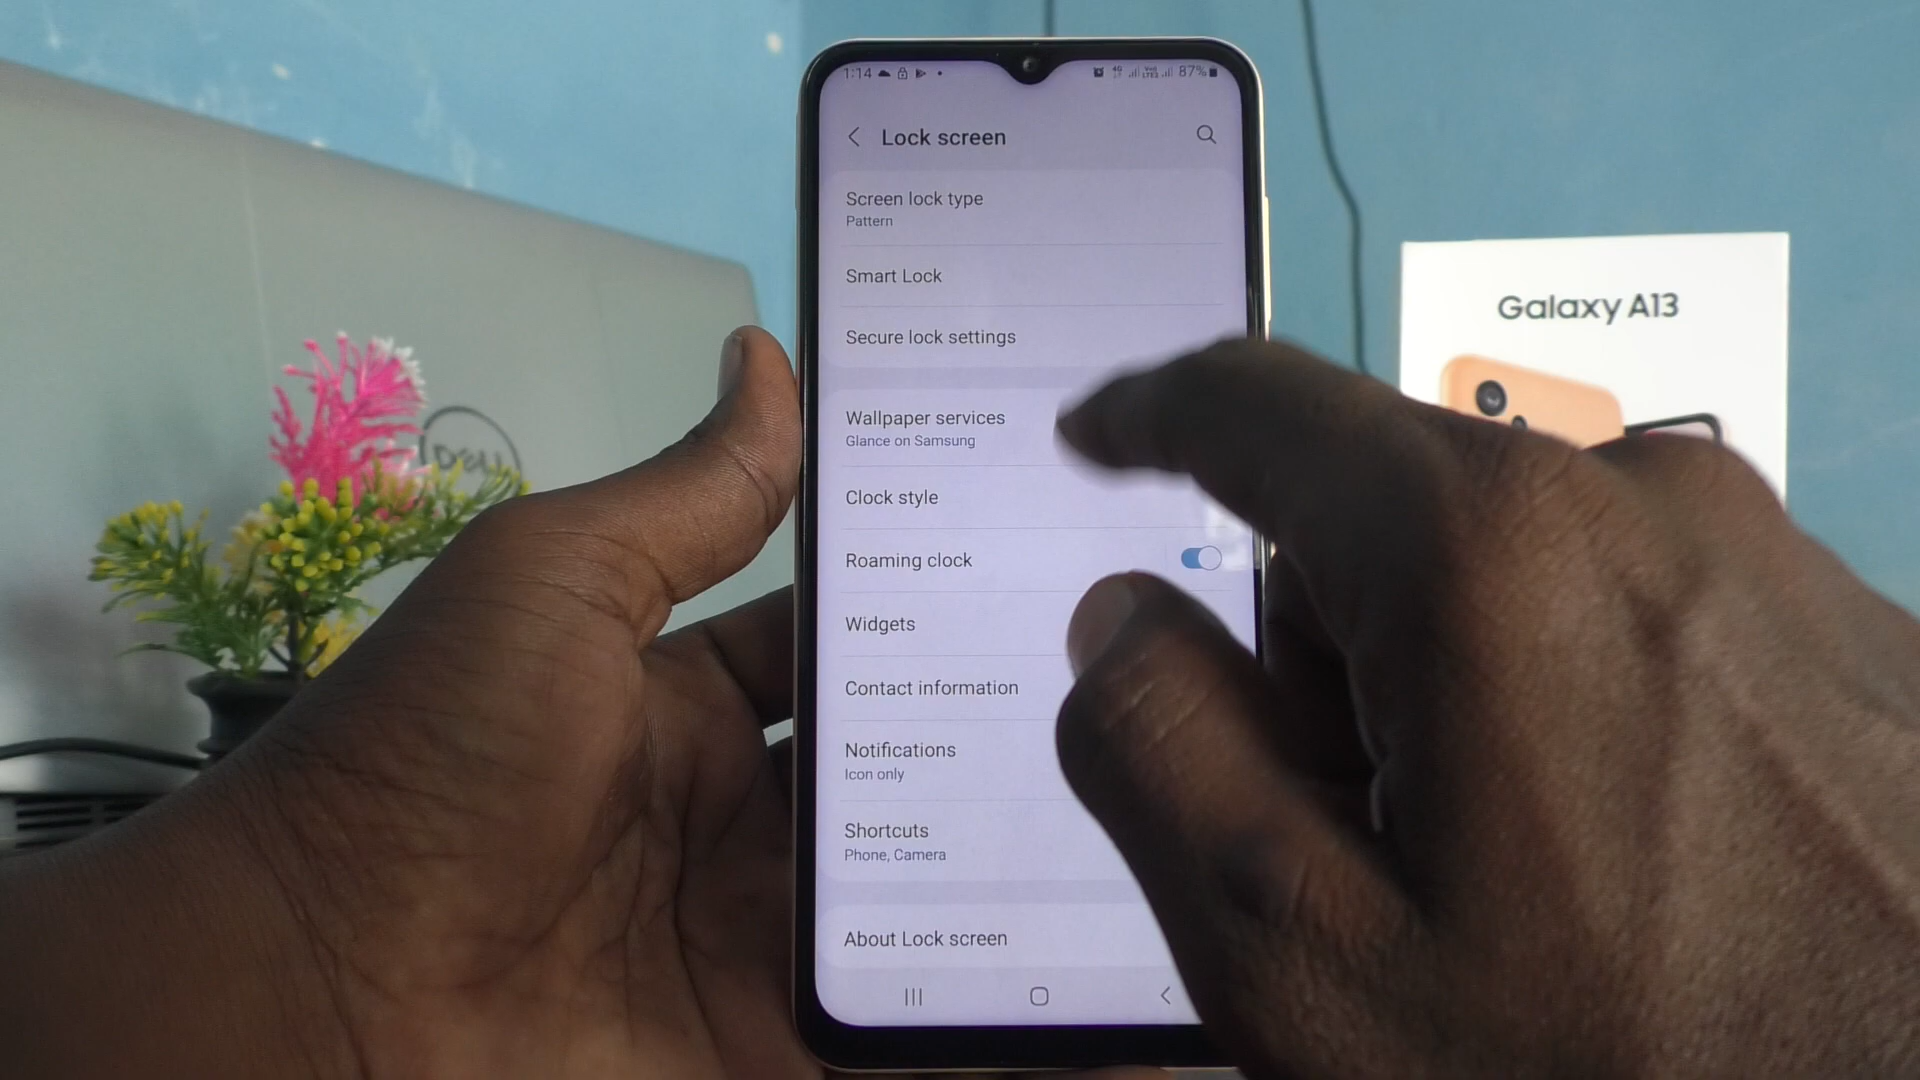 1:14
4G
87%
Lock screen
Screen lock type
Pattern
Smart Lock
Secure lock settings
Wallpaper services
Glance on Samsung
Clock style
Roaming clock
Widgets
Contact information
Notifications
Icon only
Shortcuts
Phone, Camera
About Lock screen
Galaxy A13
DELL